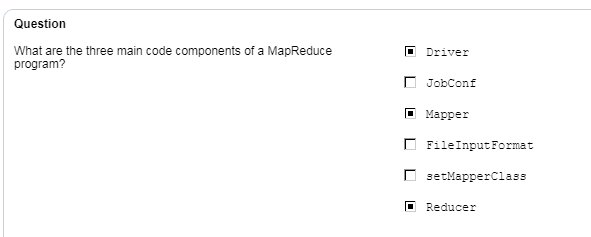 Question
What are the three main code components of a MapReduce
program?
Driver
JobConf
Mapper
FileInputFormat
setMapperClass
Reducer